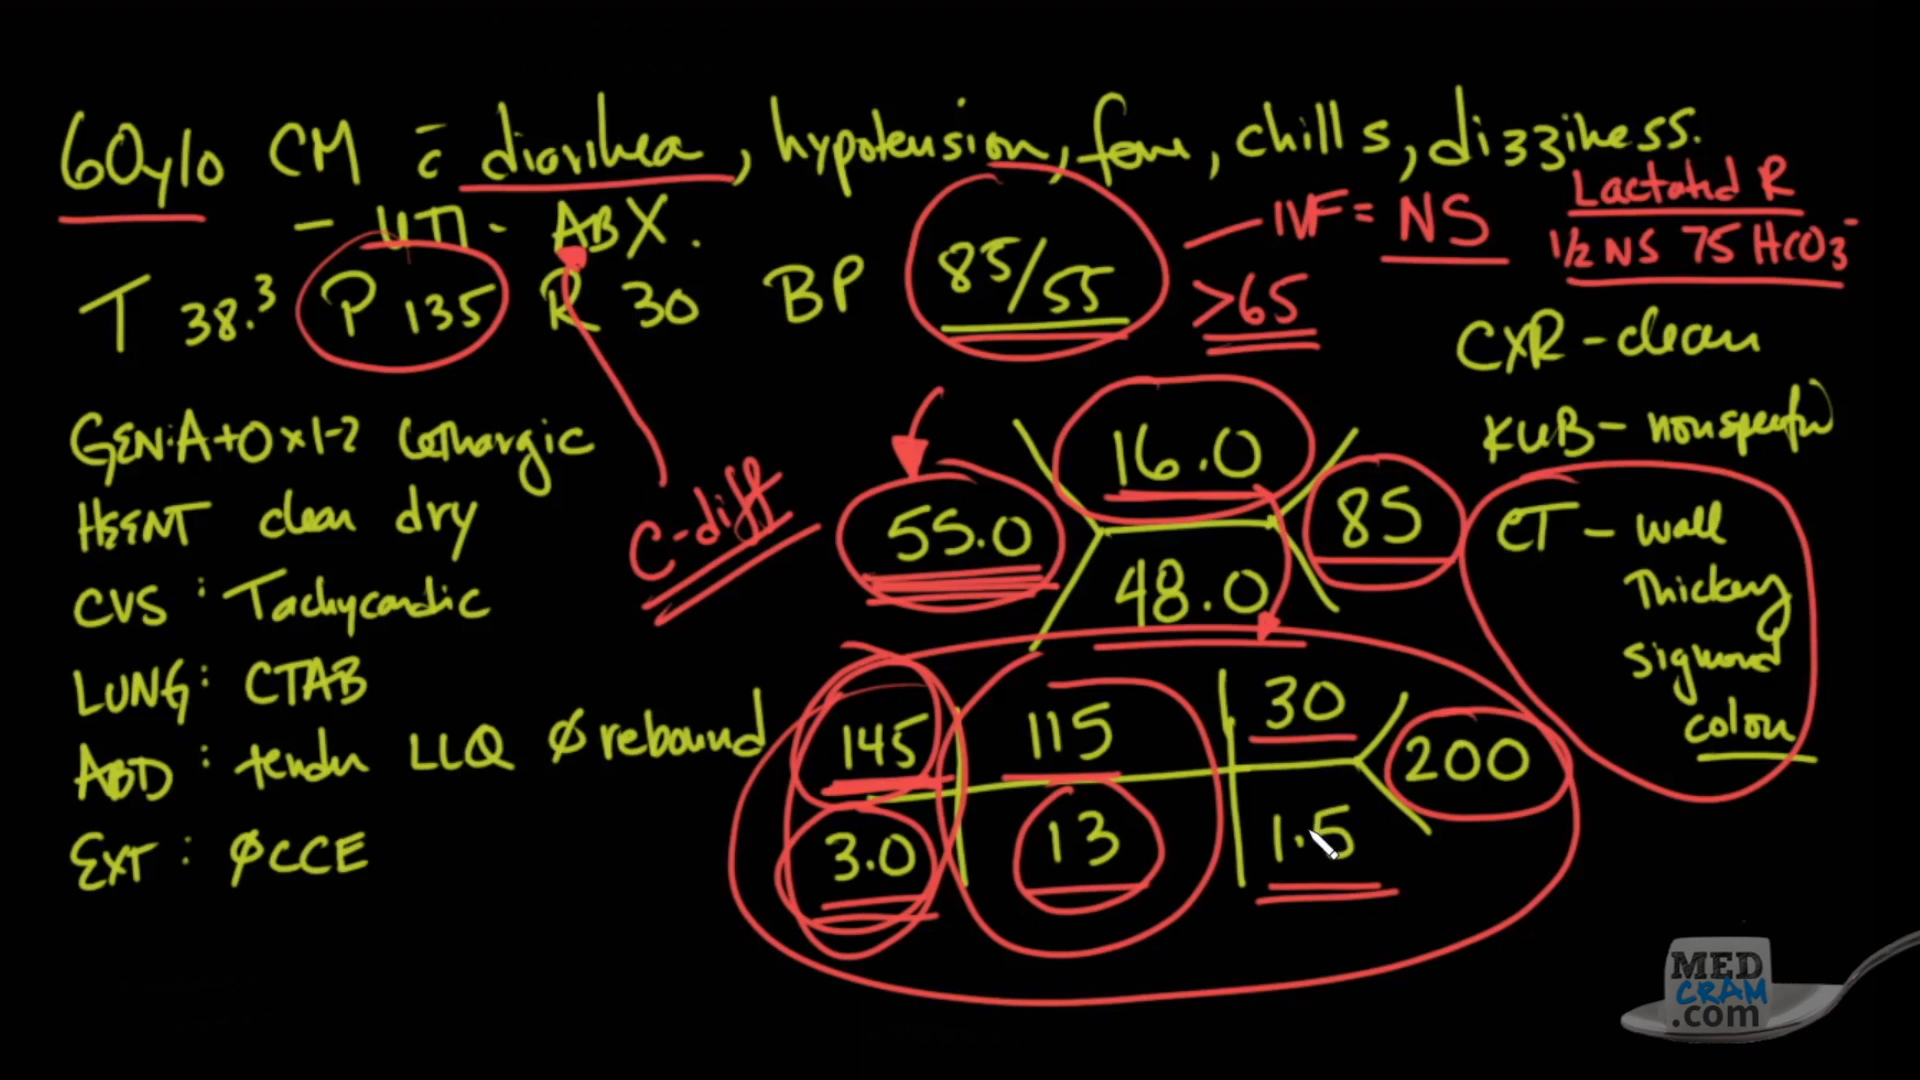 60y/o CM c̄ diarrhea, hypotension, fever, chills, dizziness.
- UTI - ABX.
IVF = NS
Lactated R
½ NS 75 HCO3-
T 38.3 P 135 R 30 BP 85/55
>65
CXR - clean
KUB - nonspecific
GEN: A+O x 1-2 lethargic
HEENT clear dry
CVS: Tachycardic
LUNG: CTAB
ABD: tender LLQ Ø rebound
EXT: ØCCE
C-diff
16.0
55.0
85
48.0
CT - wall
Thickening
Sigmoid
colon
145 115 30
200
3.0 13 1.5
MED
CRAM
.com